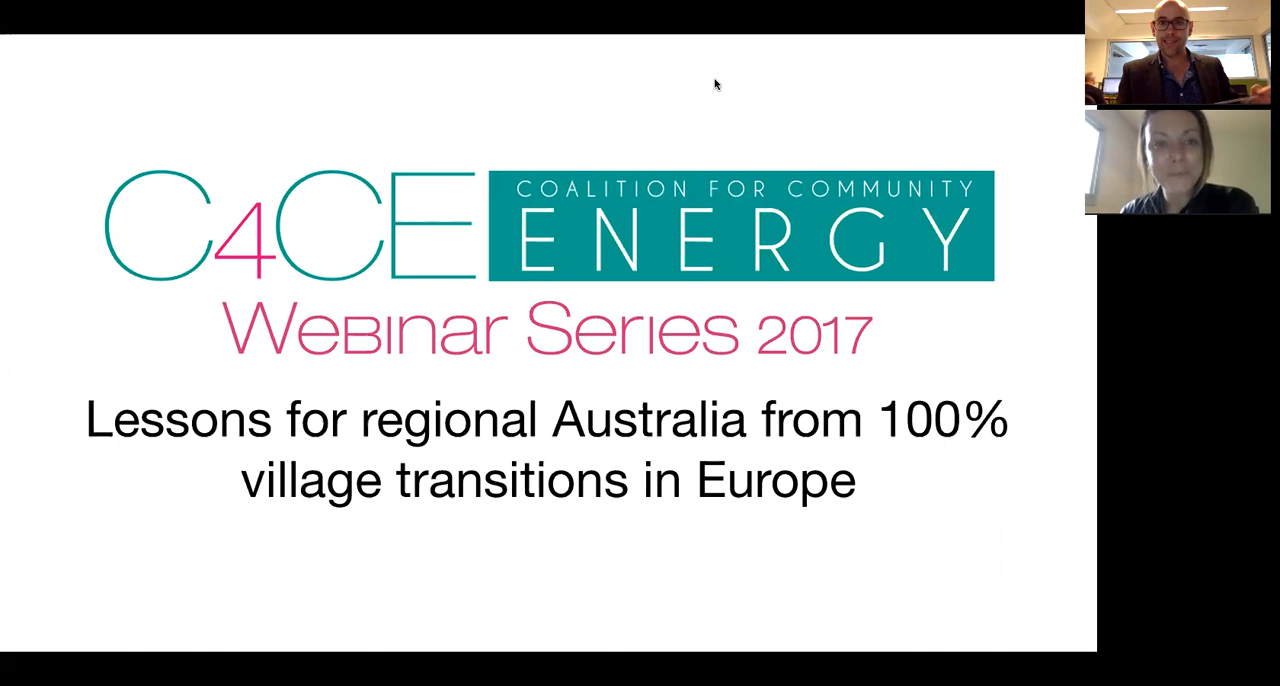 C4CE
COALITION FOR COMMUNITY
ENERGY
Webinar Series 2017
Lessons for regional Australia from 100%
village transitions in Europe